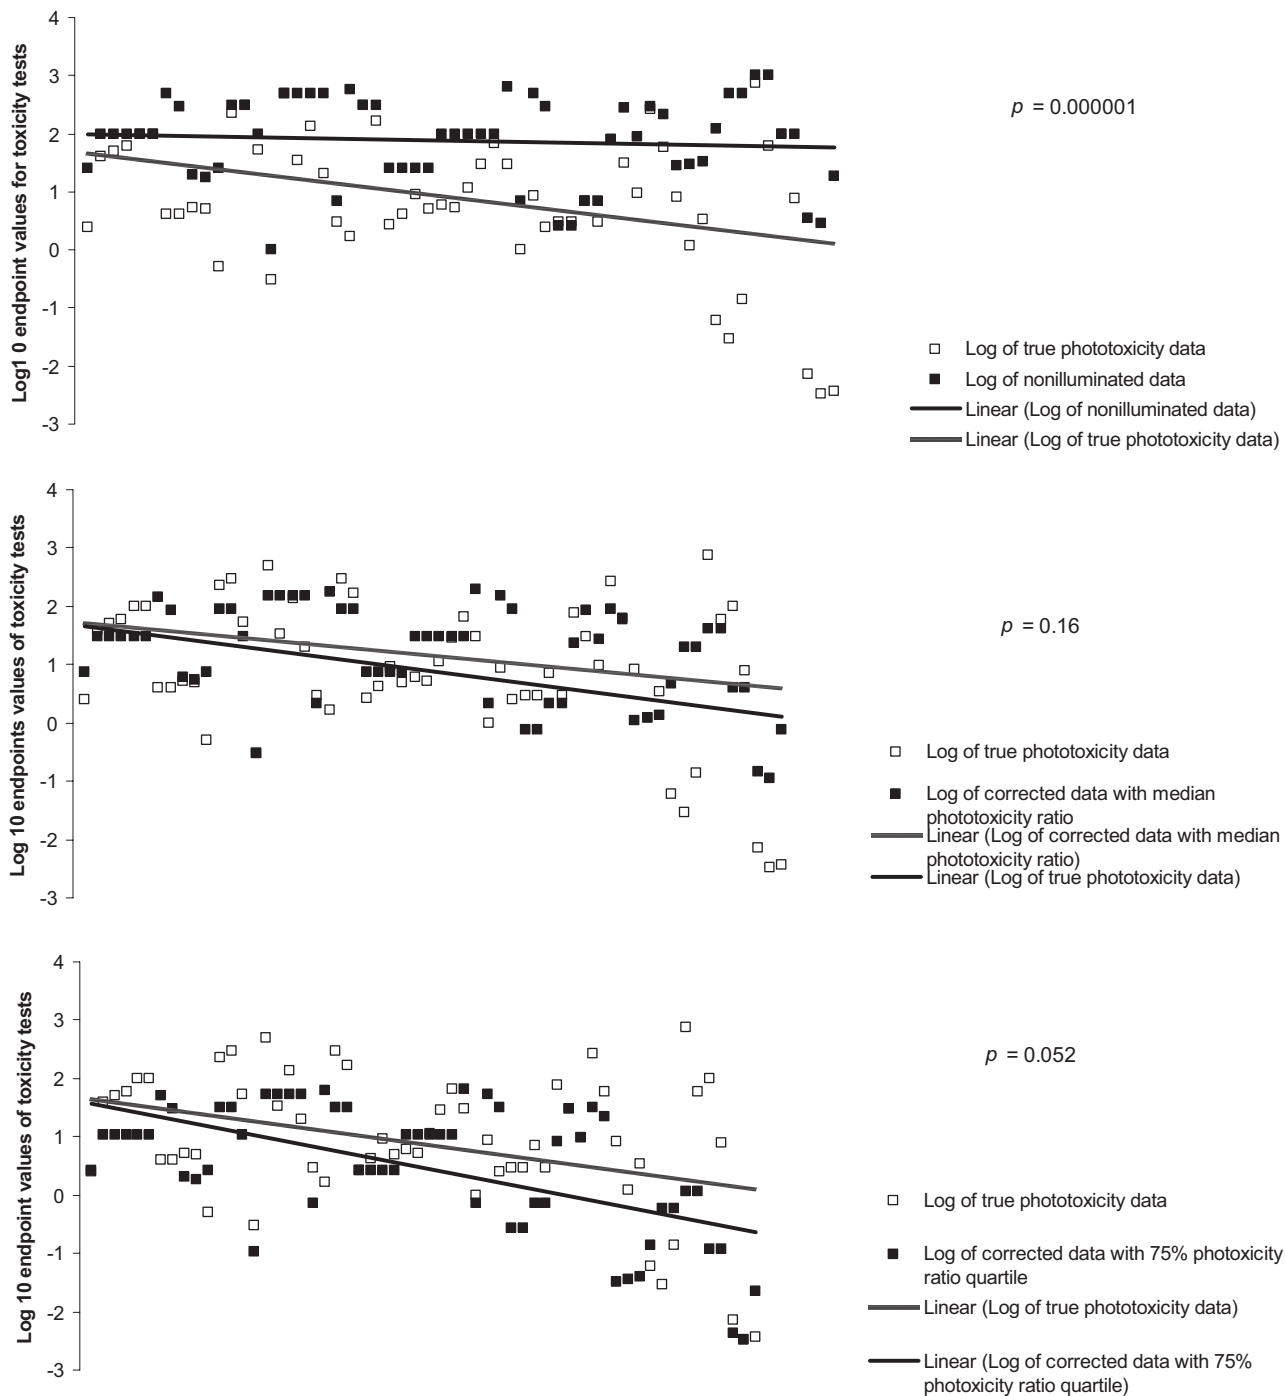 4
3
2
1
0
-1
-2
-3
Log1 0 endpoint values for toxicity tests
p = 0.000001
Log of true phototoxicity data
Log of nonilluminated data
Linear (Log of nonilluminated data)
Linear (Log of true phototoxicity data)
4
3
2
1
0
-1
-2
-3
Log 10 endpoints values of toxicity tests
p = 0.16
Log of true phototoxicity data
Log of corrected data with median
phototoxicity ratio
Linear (Log of corrected data with median
phototoxicity ratio)
Linear (Log of true phototoxicity data)
4
3
2
1
0
-1
-2
-3
Log 10 endpoint values of toxicity tests
p = 0.052
Log of true phototoxicity data
Log of corrected data with 75% photoxicity
ratio quartile
Linear (Log of true phototoxicity data)
Linear (Log of corrected data with 75%
photoxicity ratio quartile)